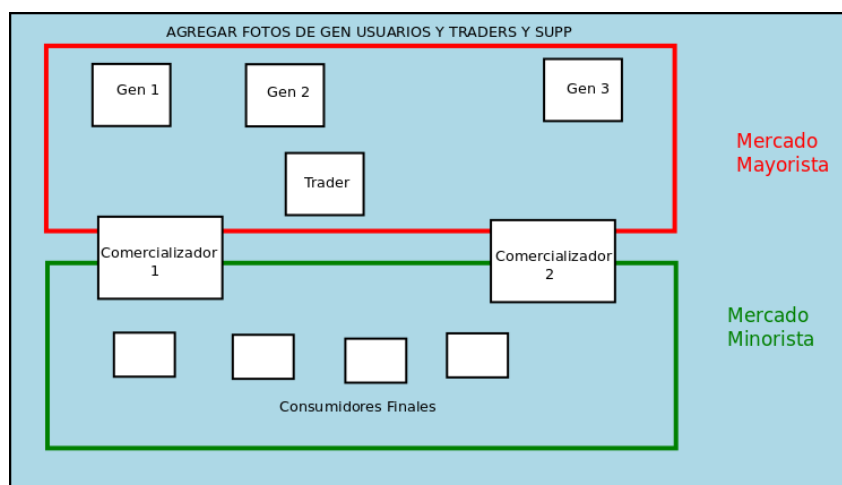 AGREGAR FOTOS DE GEN USUARIOS Y TRADERS Y SUPP
Gen 1
Gen 2
Gen 3
Trader
Mercado
Mayorista
Comercializador
1
Comercializador
2
Mercado
Minorista
Consumidores Finales